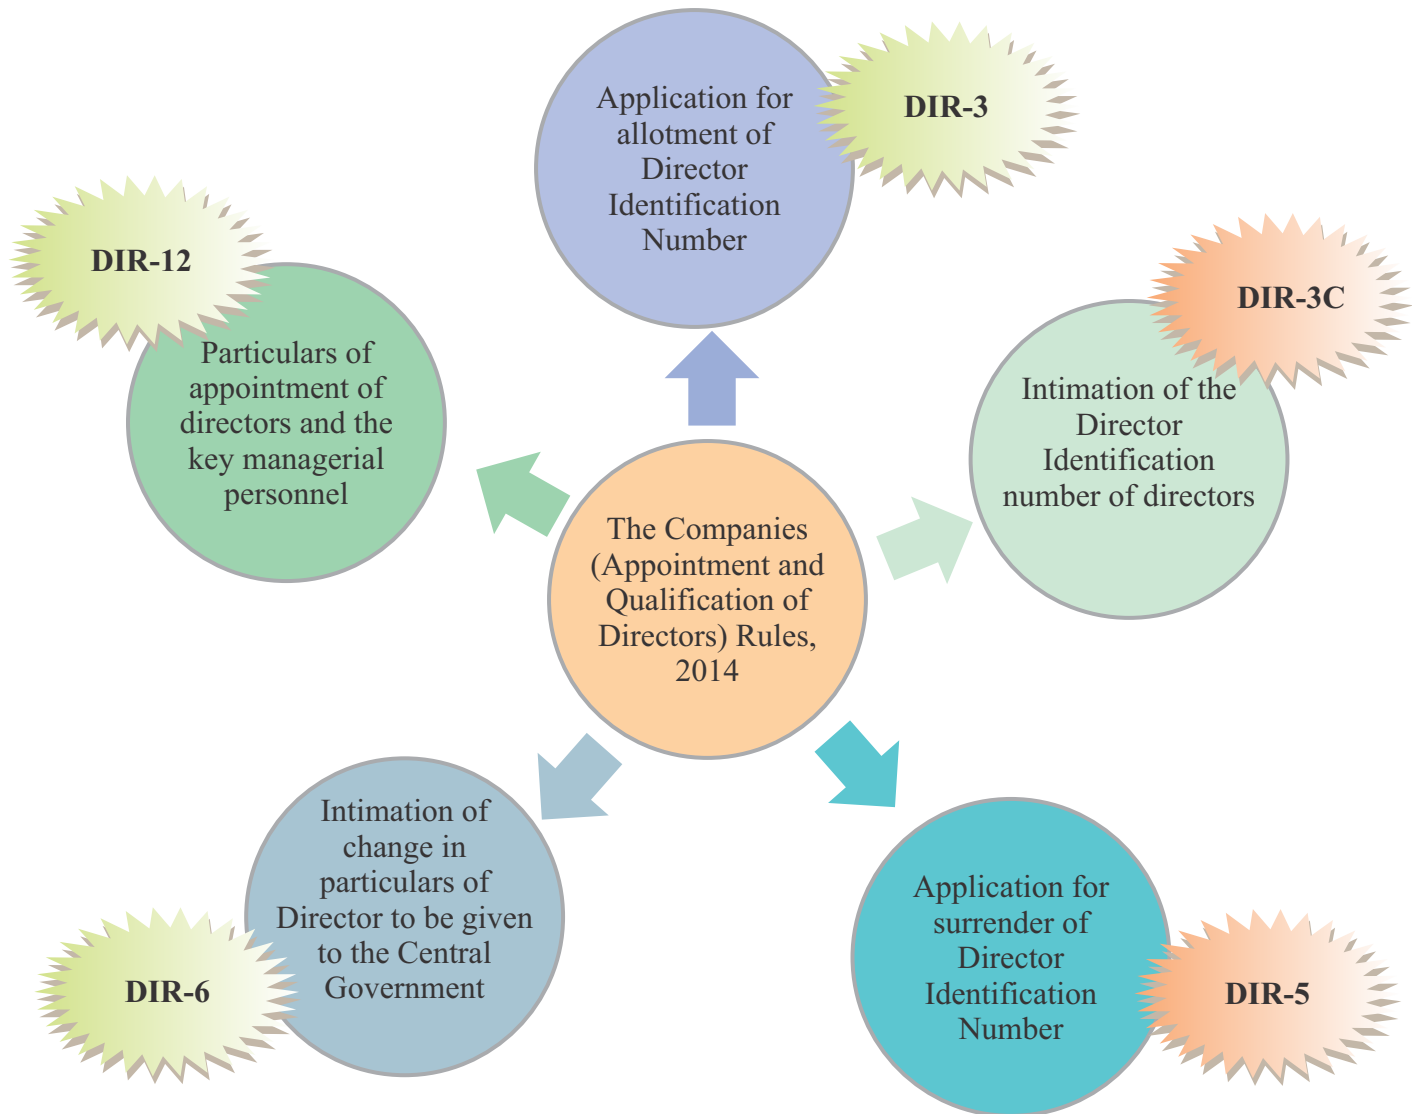 Application for
allotment of
Director
Identification
Number
DIR-3
DIR-12
Particulars of
appointment of
directors and the
key managerial
personnel
DIR-3C
Intimation of the
Director
Identification
number of directors
The Companies
(Appointment and
Qualification of
Directors) Rules,
2014
Intimation of
change in
particulars of
Director to be given
to the Central
Government
DIR-6
Application for
surrender of
Director
Identification
Number
DIR-5